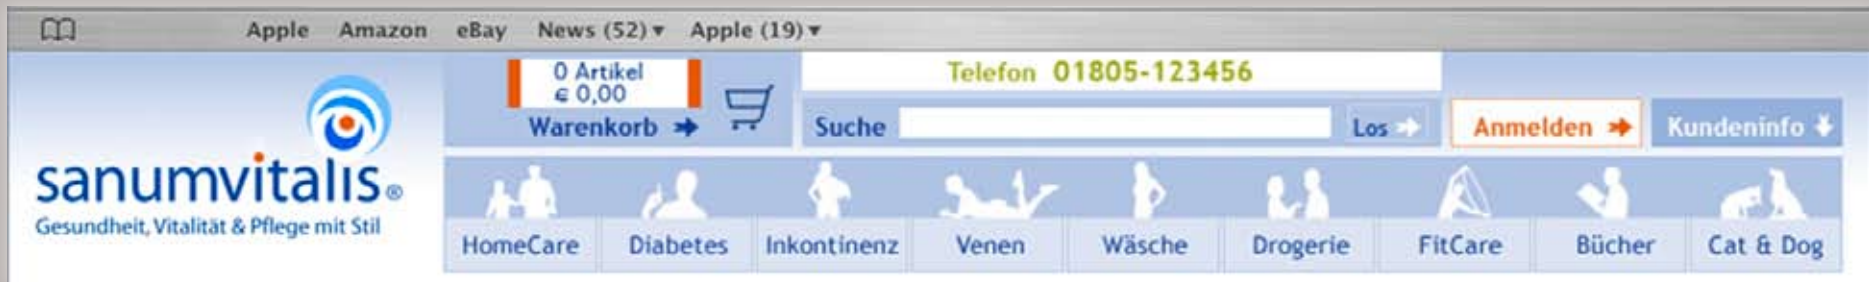 Apple Amazon eBay News (52) ▾ Apple (19) ▾
0 Artikel
€ 0,00
Warenkorb
Telefon 01805-123456
Suche Los Anmelden Kundeninfo
sanumvitalis®
Gesundheit, Vitalität & Pflege mit Stil
HomeCare Diabetes Inkontinenz Venen Wäsche Drogerie FitCare Bücher Cat & Dog